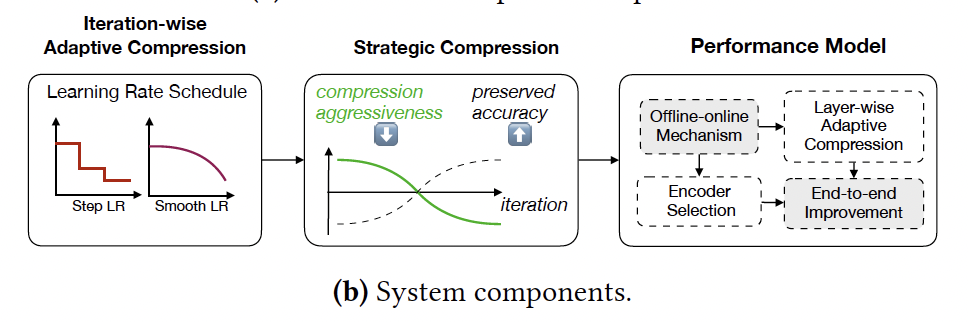 Iteration-wise
Adaptive Compression
Strategic Compression
Performance Model
Learning Rate Schedule
Step LR
Smooth LR
compression
aggressiveness
preserved
accuracy
iteration
Offline-online
Mechanism
Layer-wise
Adaptive
Compression
Encoder
Selection
End-to-end
Improvement
(b) System components.